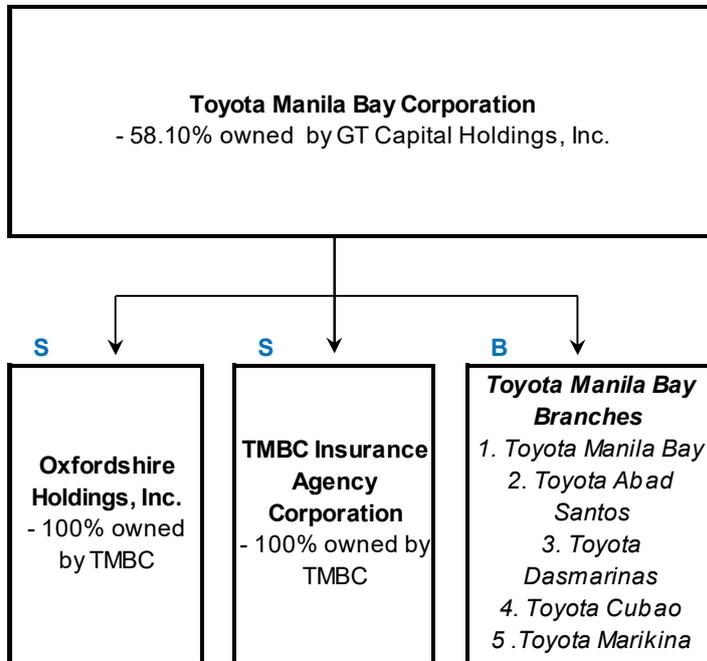 Toyota Manila Bay Corporation
- 58.10% owned by GT Capital Holdings, Inc.
S
S
B
Oxfordshire
Holdings, Inc.
- 100% owned
by TMBC
TMBC Insurance
Agency
Corporation
- 100% owned by
TMBC
Toyota Manila Bay
Branches
1. Toyota Manila Bay
2. Toyota Abad
Santos
3. Toyota
Dasmarinas
4. Toyota Cubao
5 .Toyota Marikina